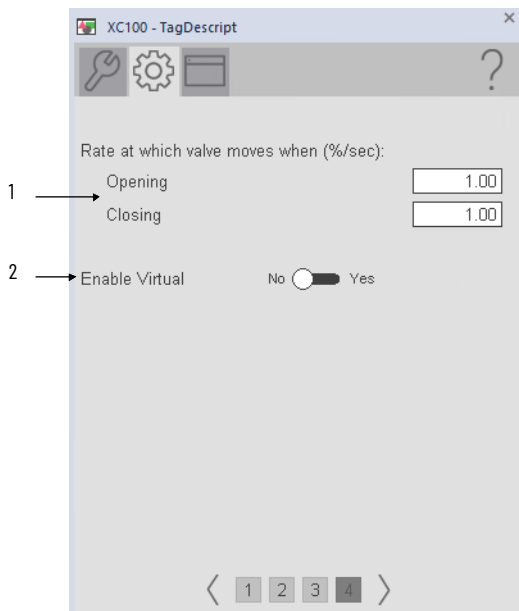 XC100 - TagDescript
Rate at which valve moves when (%/sec):
1
Opening 1.00
Closing 1.00
2 Enable Virtual No Yes
1 2 3 4